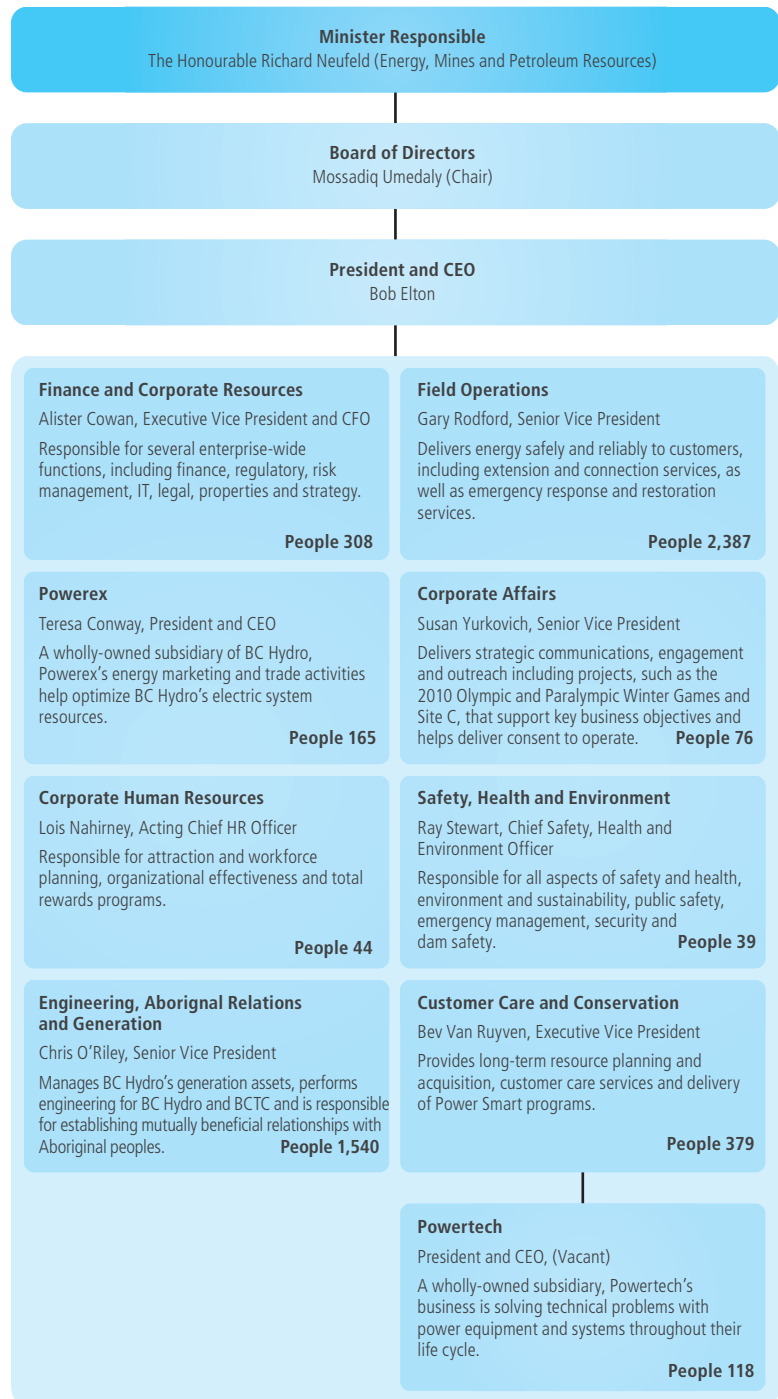 Minister Responsible
The Honourable Richard Neufeld (Energy, Mines and Petroleum Resources)
Board of Directors
Mossadiq Umedaly (Chair)
President and CEO
Bob Elton
Finance and Corporate Resources
Alister Cowan, Executive Vice President and CFO
Responsible for several enterprise-wide
functions, including finance, regulatory, risk
management, IT, legal, properties and strategy.
People 308
Field Operations
Gary Rodford, Senior Vice President
Delivers energy safely and reliably to customers,
including extension and connection services, as
well as emergency response and restoration
services.
People 2,387
Powerex
Teresa Conway, President and CEO
A wholly-owned subsidiary of BC Hydro,
Powerex's energy marketing and trade activities
help optimize BC Hydro's electric system
resources.
People 165
Corporate Affairs
Susan Yurkovich, Senior Vice President
Delivers strategic communications, engagement
and outreach including projects, such as the
2010 Olympic and Paralympic Winter Games and
Site C, that support key business objectives and
helps deliver consent to operate. People 76
Corporate Human Resources
Lois Nahirney, Acting Chief HR Officer
Responsible for attraction and workforce
planning, organizational effectiveness and total
rewards programs.
People 44
Safety, Health and Environment
Ray Stewart, Chief Safety, Health and
Environment Officer
Responsible for all aspects of safety and health,
environment and sustainability, public safety,
emergency management, security and
dam safety. People 39
Engineering, Aborignal Relations
and Generation
Chris O'Riley, Senior Vice President
Manages BC Hydro's generation assets, performs
engineering for BC Hydro and BCTC and is responsible
for establishing mutually beneficial relationships with
Aboriginal peoples. People 1,540
Customer Care and Conservation
Bev Van Ruyven, Executive Vice President
Provides long-term resource planning and
acquisition, customer care services and delivery
of Power Smart programs.
People 379
Powertech
President and CEO, (Vacant)
A wholly-owned subsidiary, Powertech's
business is solving technical problems with
power equipment and systems throughout their
life cycle.
People 118